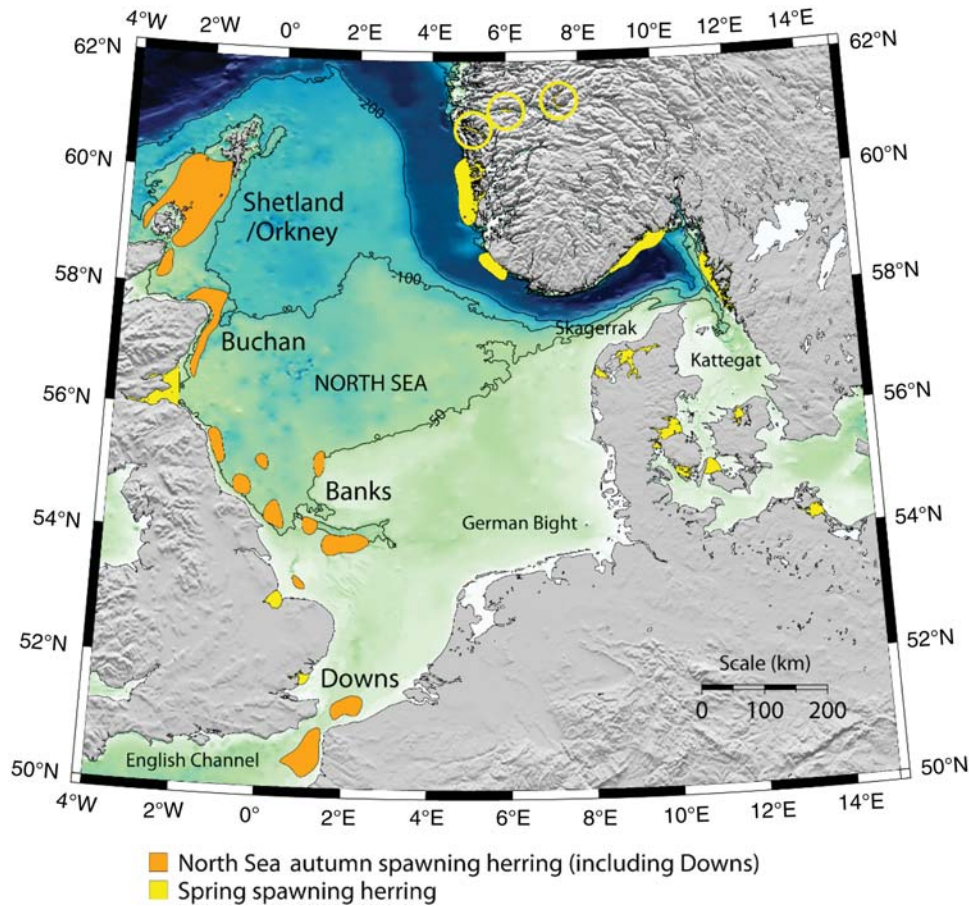 4°W 2°W 0° 2°E 4°E 6°E 8°E 10°E 12°E 14°E
62°N 62°N
-200
60°N 60°N
Shetland
/Orkney
58°N 58°N
-100
Skagerrak
Buchan
Kattegat
NORTH SEA
56°N 56°N
-50
Banks
German Bight
54°N 54°N
52°N 52°N
Downs
Scale (km)
0 100 200
English Channel
50°N 50°N
4°W 2°W 0° 2°E 4°E 6°E 8°E 10°E 12°E 14°E
North Sea autumn spawning herring (including Downs)
Spring spawning herring